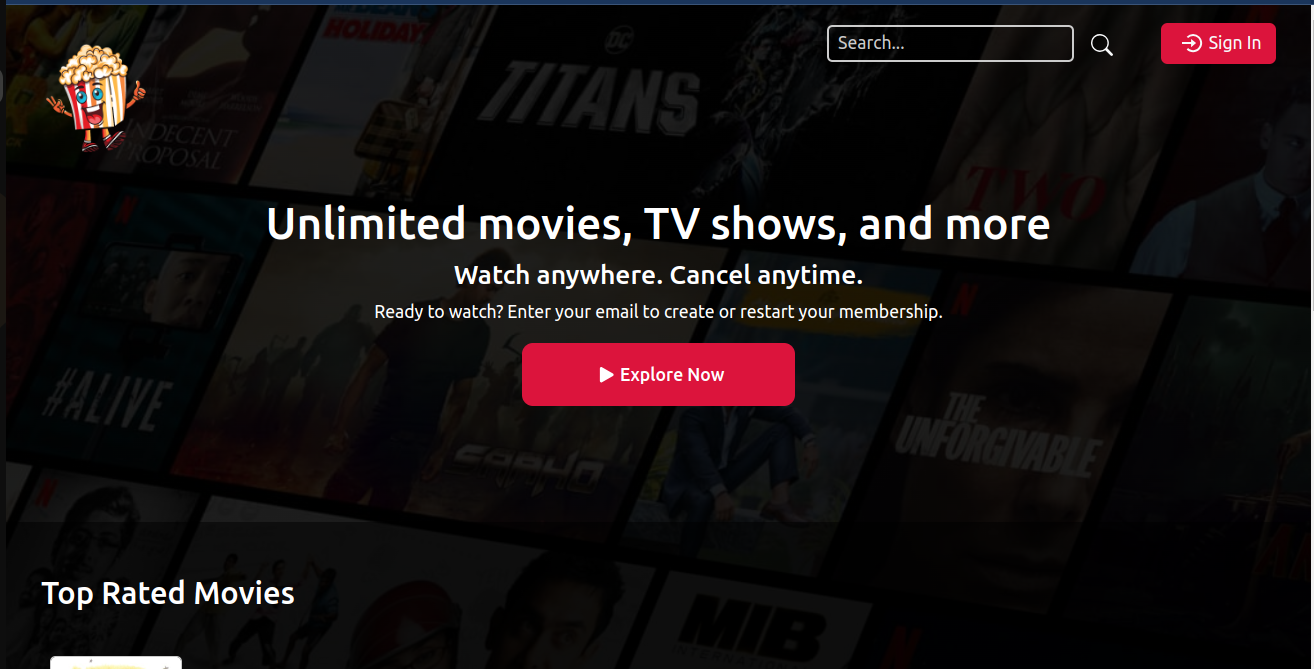 HOLIDAY
DC
Search...
Sign In
TITANS
INDECENT
PROPOSAL
TWO
Unlimited movies, TV shows, and more
Watch anywhere. Cancel anytime.
Ready to watch? Enter your email to create or restart your membership.
Explore Now
#ALIVE
THE
UNFORGIVABLE
Top Rated Movies
MIB